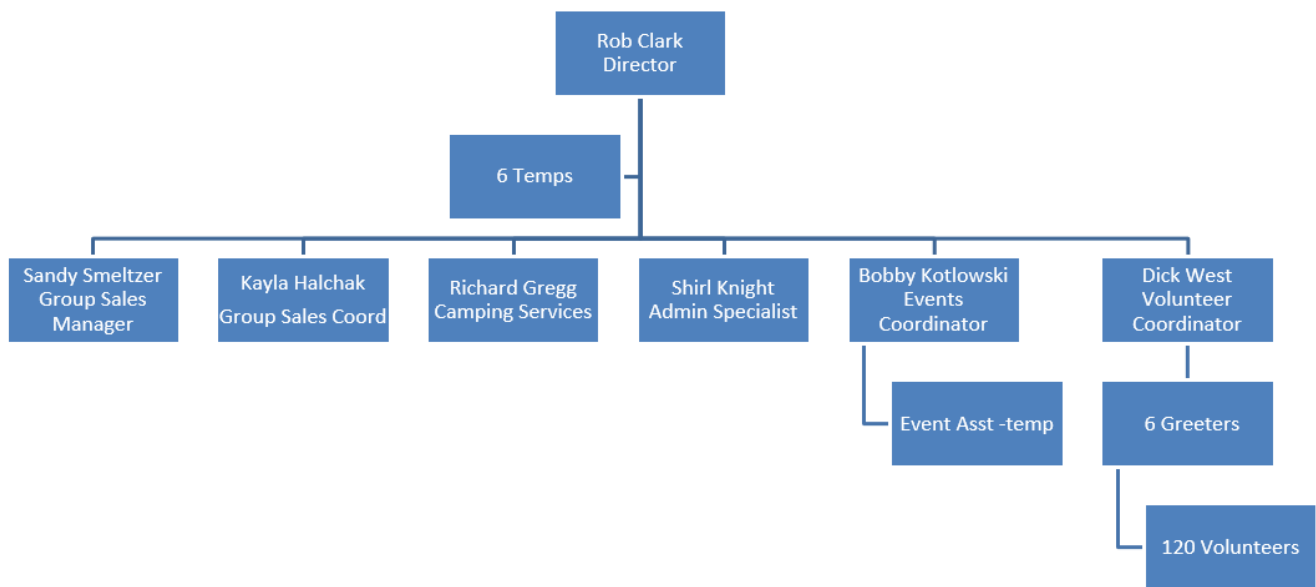 Rob Clark
Director
6 Temps
Sandy Smeltzer
Group Sales
Manager
Kayla Halchak
Group Sales Coord
Richard Gregg
Camping Services
Shirl Knight
Admin Specialist
Bobby Kotlowski
Events
Coordinator
Dick West
Volunteer
Coordinator
Event Asst -temp
6 Greeters
120 Volunteers